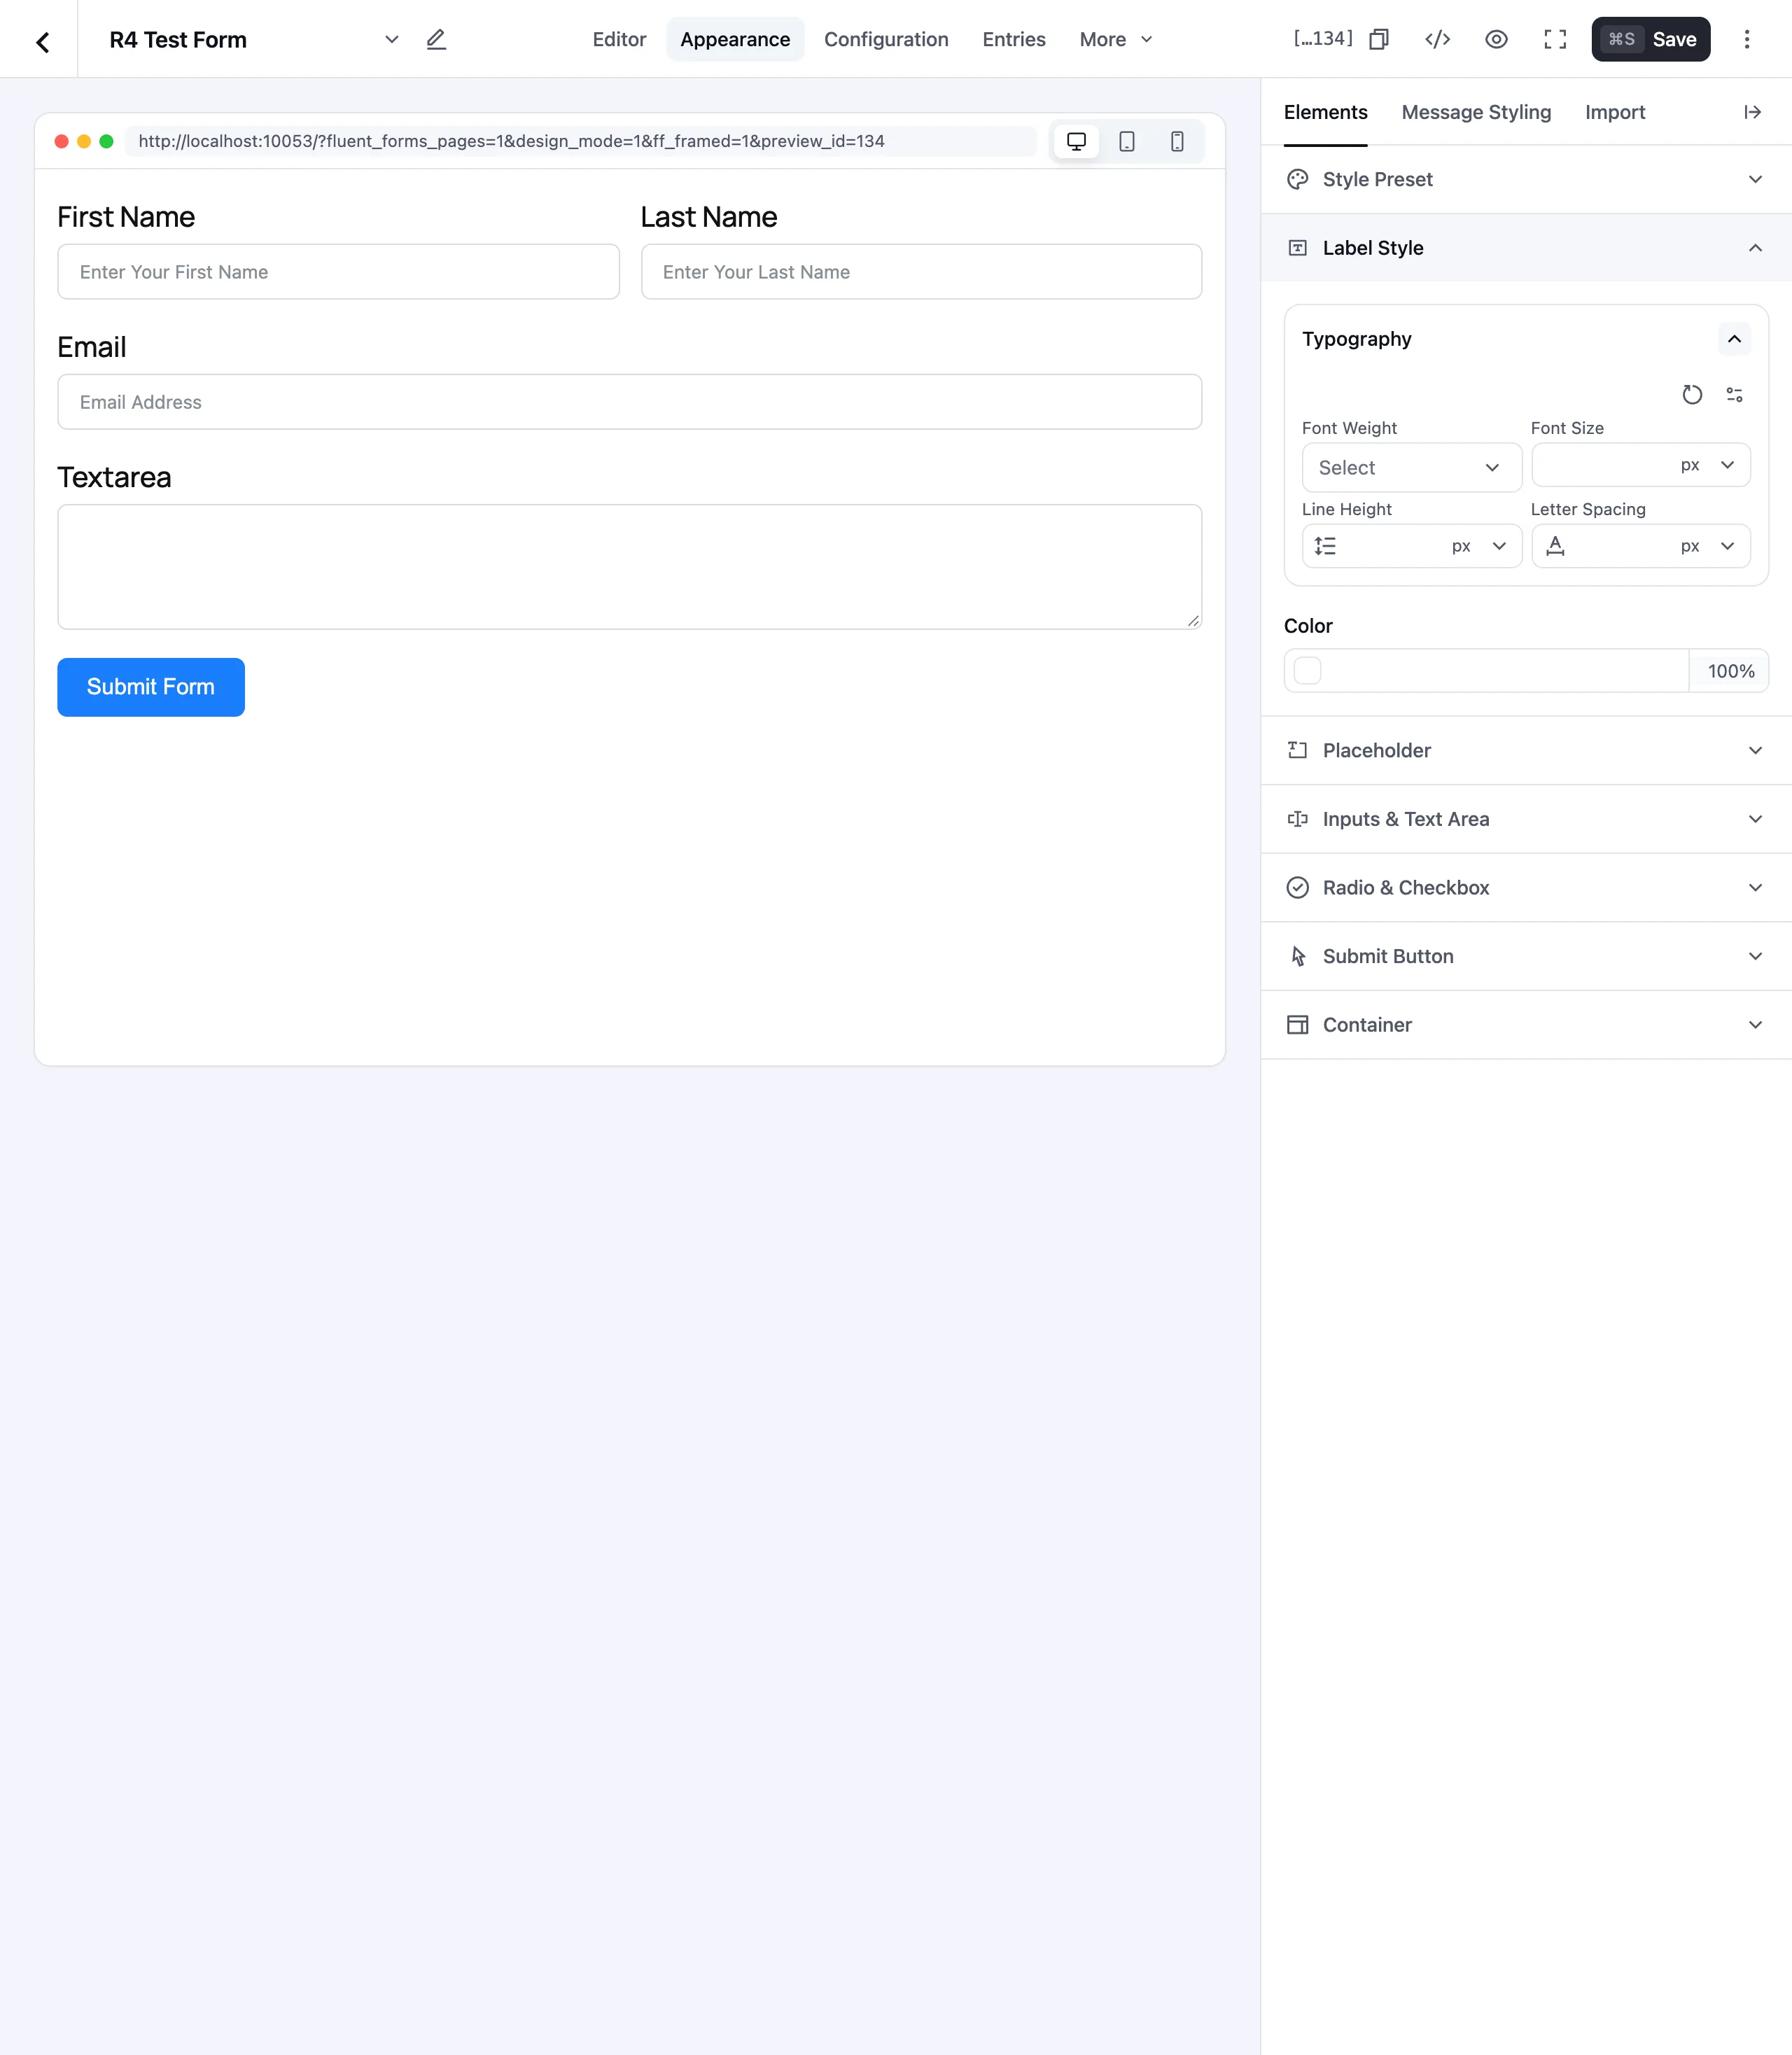 R4 Test Form
Editor
Appearance
Configuration
Entries
More
[…134]
⌘S Save
http://localhost:10053/?fluent_forms_pages=1&design_mode=1&ff_framed=1&preview_id=134
First Name
Last Name
Enter Your First Name
Enter Your Last Name
Email
Email Address
Textarea
Submit Form
Elements
Message Styling
Import
Style Preset
Label Style
Typography
Font Weight
Font Size
Select
px
Line Height
Letter Spacing
px
A
px
Color
100%
Placeholder
Inputs & Text Area
Radio & Checkbox
Submit Button
Container